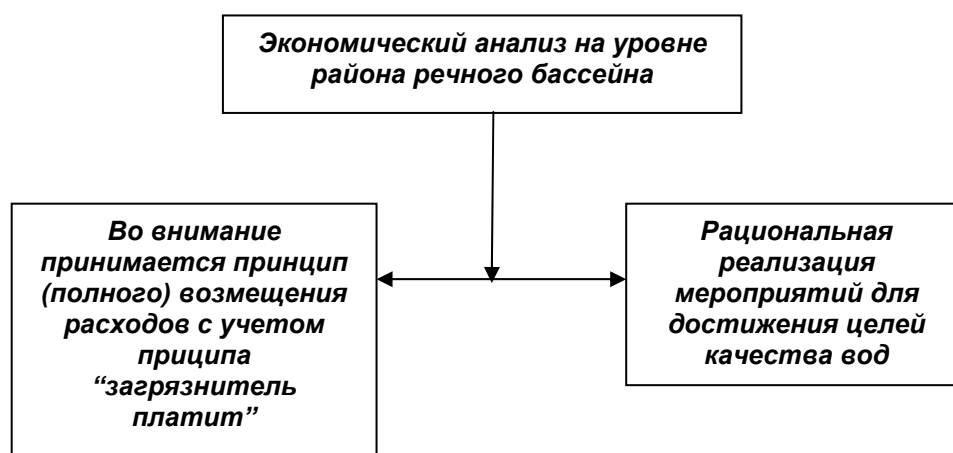 Экономический анализ на уровне
района речного бассейна
Во внимание
принимается принцип
(полного) возмещения
расходов с учетом
приципа
“загрязнитель
платит”
Рациональная
реализация
мероприятий для
достижения целей
качества вод